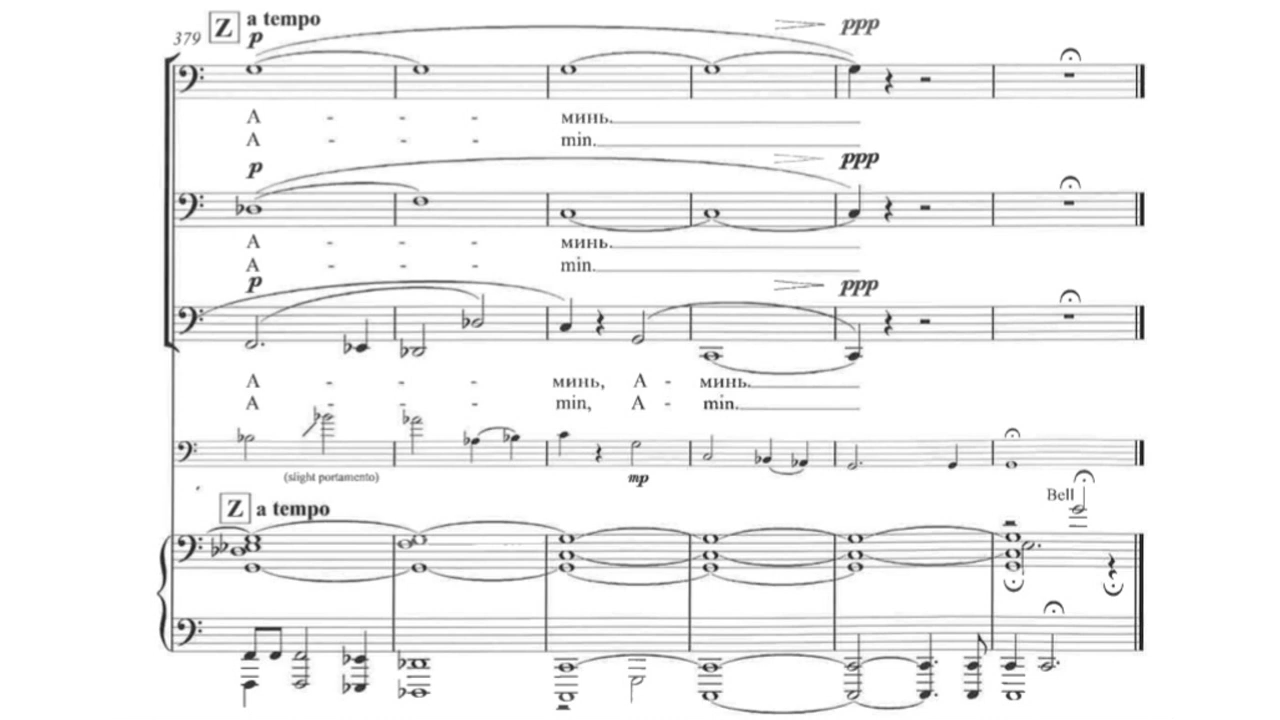 Z a tempo
379 p ppp
А - - - минь.
A - - - min.
p ppp
А - - - минь.
A - - - min.
p ppp
А - - - минь, А - минь.
A - - - min, A - min.
(slight portamento) mp
Z a tempo
Bell